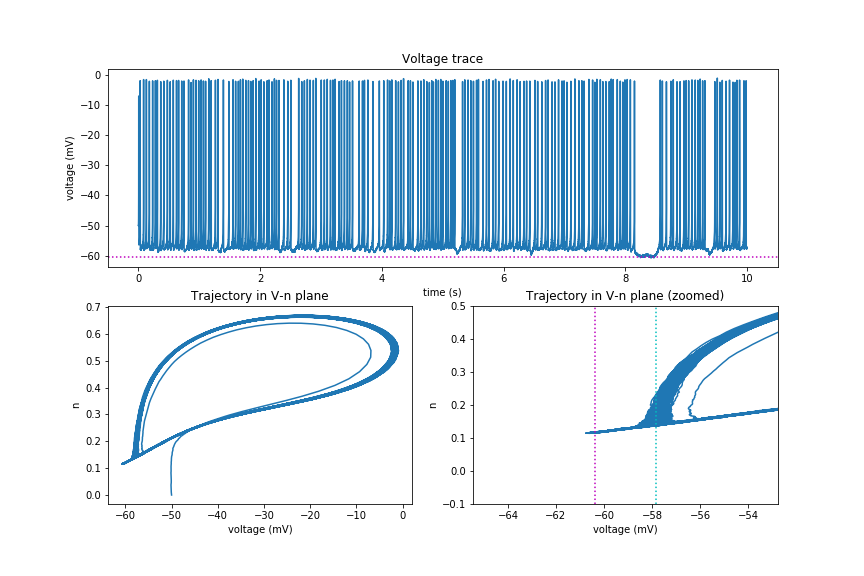 Voltage trace
voltage (mV)
0
−10
−20
−30
−40
−50
−60
0 2 4 6 8 10
time (s)
Trajectory in V-n plane
n
0.7
0.6
0.5
0.4
0.3
0.2
0.1
0.0
−60 −50 −40 −30 −20 −10 0
voltage (mV)
Trajectory in V-n plane (zoomed)
n
0.5
0.4
0.3
0.2
0.1
0.0
−0.1
−64 −62 −60 −58 −56 −54
voltage (mV)